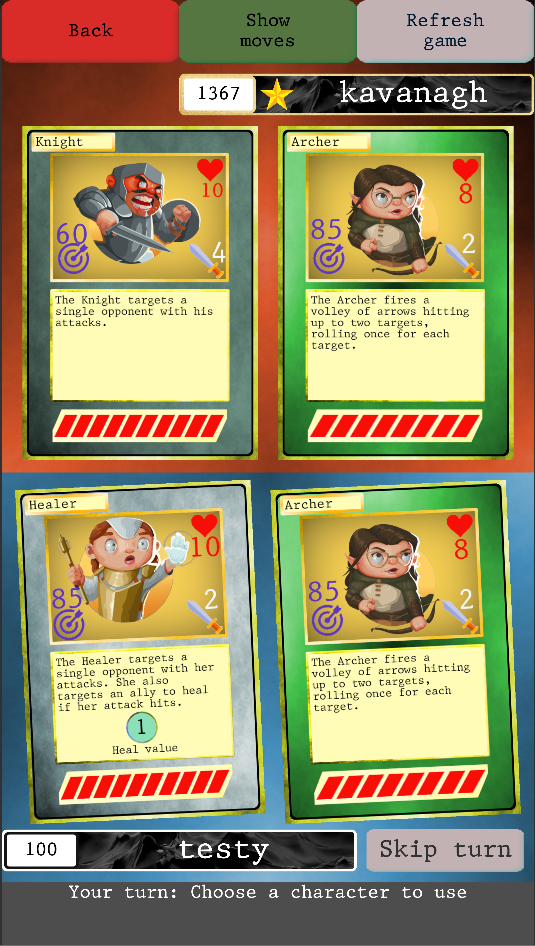 Back
Show
moves
Refresh
game
1367
kavanagh
Knight
10
60
4
The Knight targets a
single opponent with his
attacks.
Archer
8
85
2
The Archer fires a
volley of arrows hitting
up to two targets,
rolling once for each
target.
Healer
10
85
2
The Healer targets a
single opponent with her
attacks. She also
targets an ally to heal
if her attack hits.
1
Heal value
Archer
8
85
2
The Archer fires a
volley of arrows hitting
up to two targets,
rolling once for each
target.
100
testy
Skip turn
Your turn: Choose a character to use